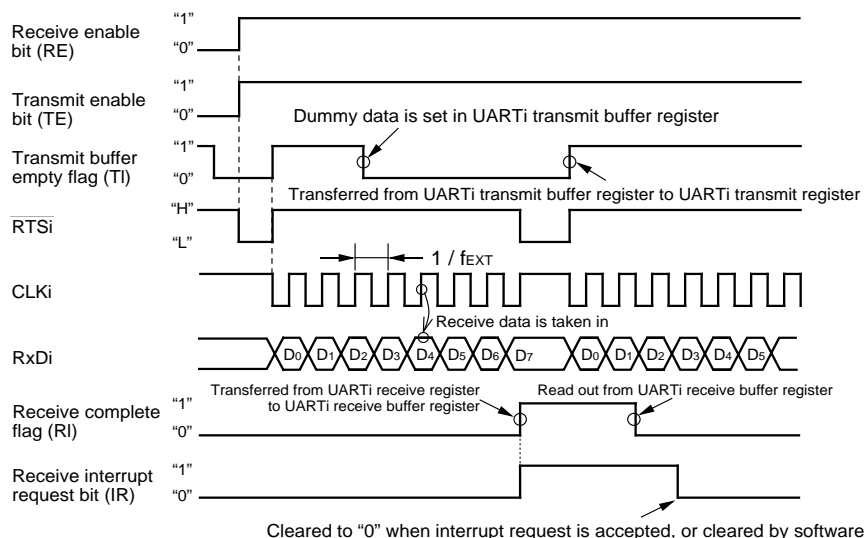 Receive enable
bit (RE)
“1”
“0”
Transmit enable
bit (TE)
“1”
“0”
Dummy data is set in UARTi transmit buffer register
Transmit buffer
empty flag (TI)
“1”
“0”
Transferred from UARTi transmit buffer register to UARTi transmit register
RTSi
“H”
“L”
1 / fEXT
CLKi
Receive data is taken in
RxDi
D0 D1 D2 D3 D4 D5 D6 D7 D0 D1 D2 D3 D4 D5
Transferred from UARTi receive register
to UARTi receive buffer register
Read out from UARTi receive buffer register
Receive complete
flag (RI)
“1”
“0”
Receive interrupt
request bit (IR)
“1”
“0”
Cleared to “0” when interrupt request is accepted, or cleared by software